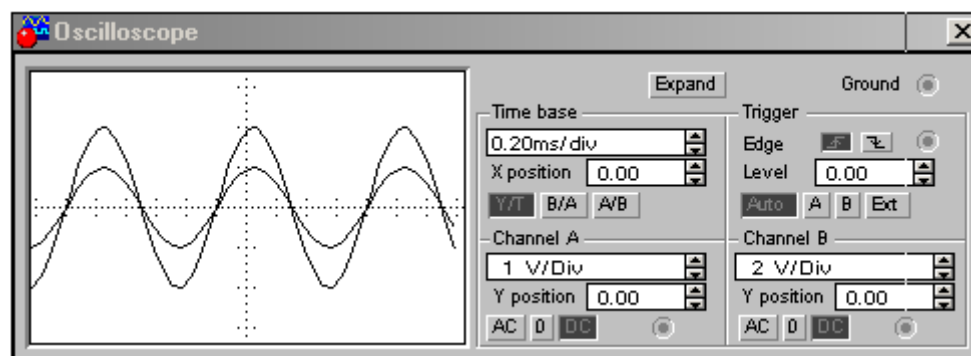 Oscilloscope
Expand Ground
Time base
0.20ms/div
X position 0.00
Y/T B/A A/B
Trigger
Edge
Level 0.00
Auto A B Ext
Channel A
1 V/Div
Y position 0.00
AC 0 DC
Channel B
2 V/Div
Y position 0.00
AC 0 DC